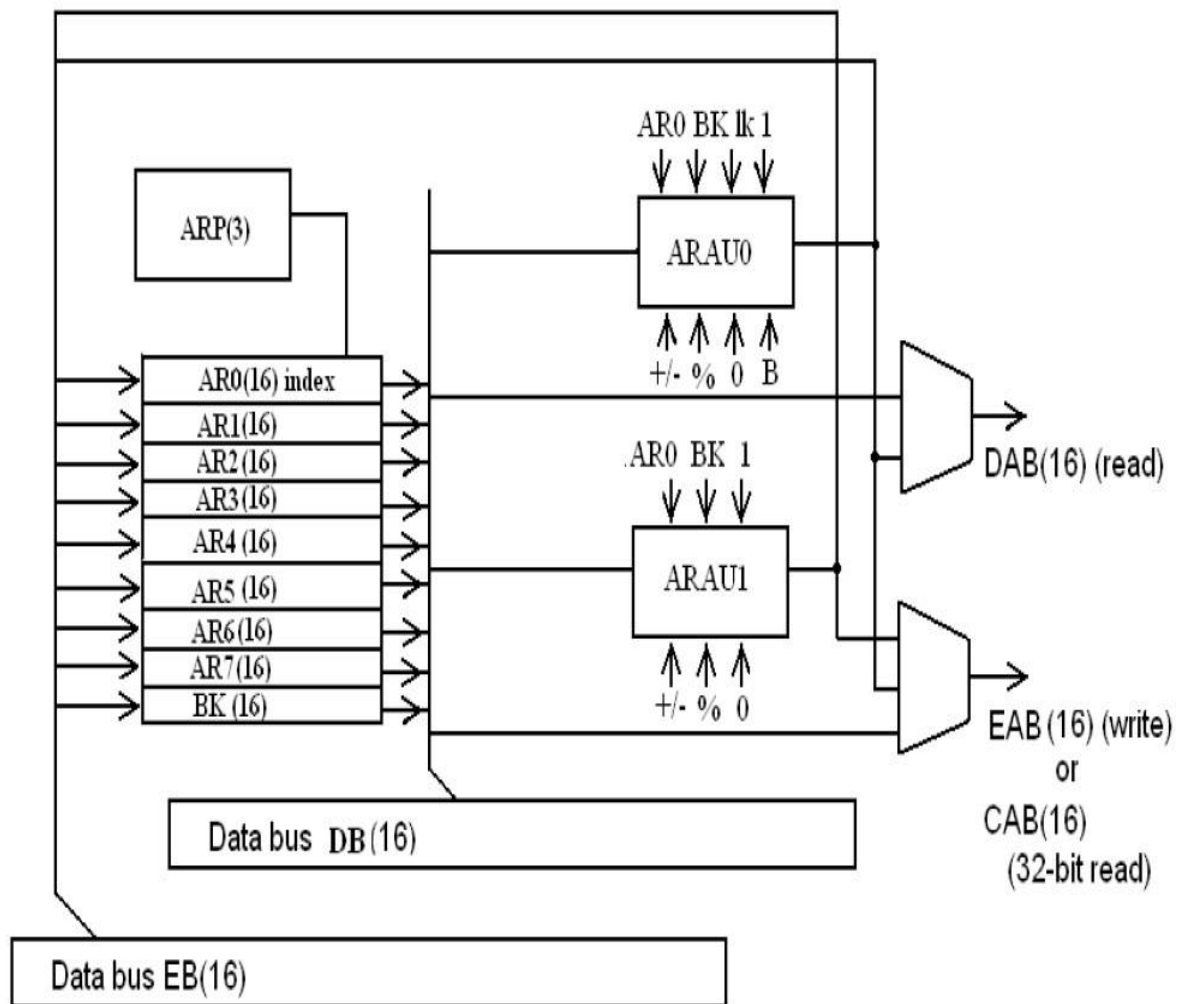 AR0 BK lk 1
ARP(3)
ARAU0
+/- % 0 B
AR0(16) index
AR1(16)
AR2 (16)
AR3 (16)
AR4 (16)
AR5 (16)
AR6 (16)
AR7 (16)
BK (16)
.AR0 BK 1
ARAU1
+/- % 0
DAB(16) (read)
EAB (16) (write)
or
CAB(16)
(32-bit read)
Data bus DB (16)
Data bus EB(16)